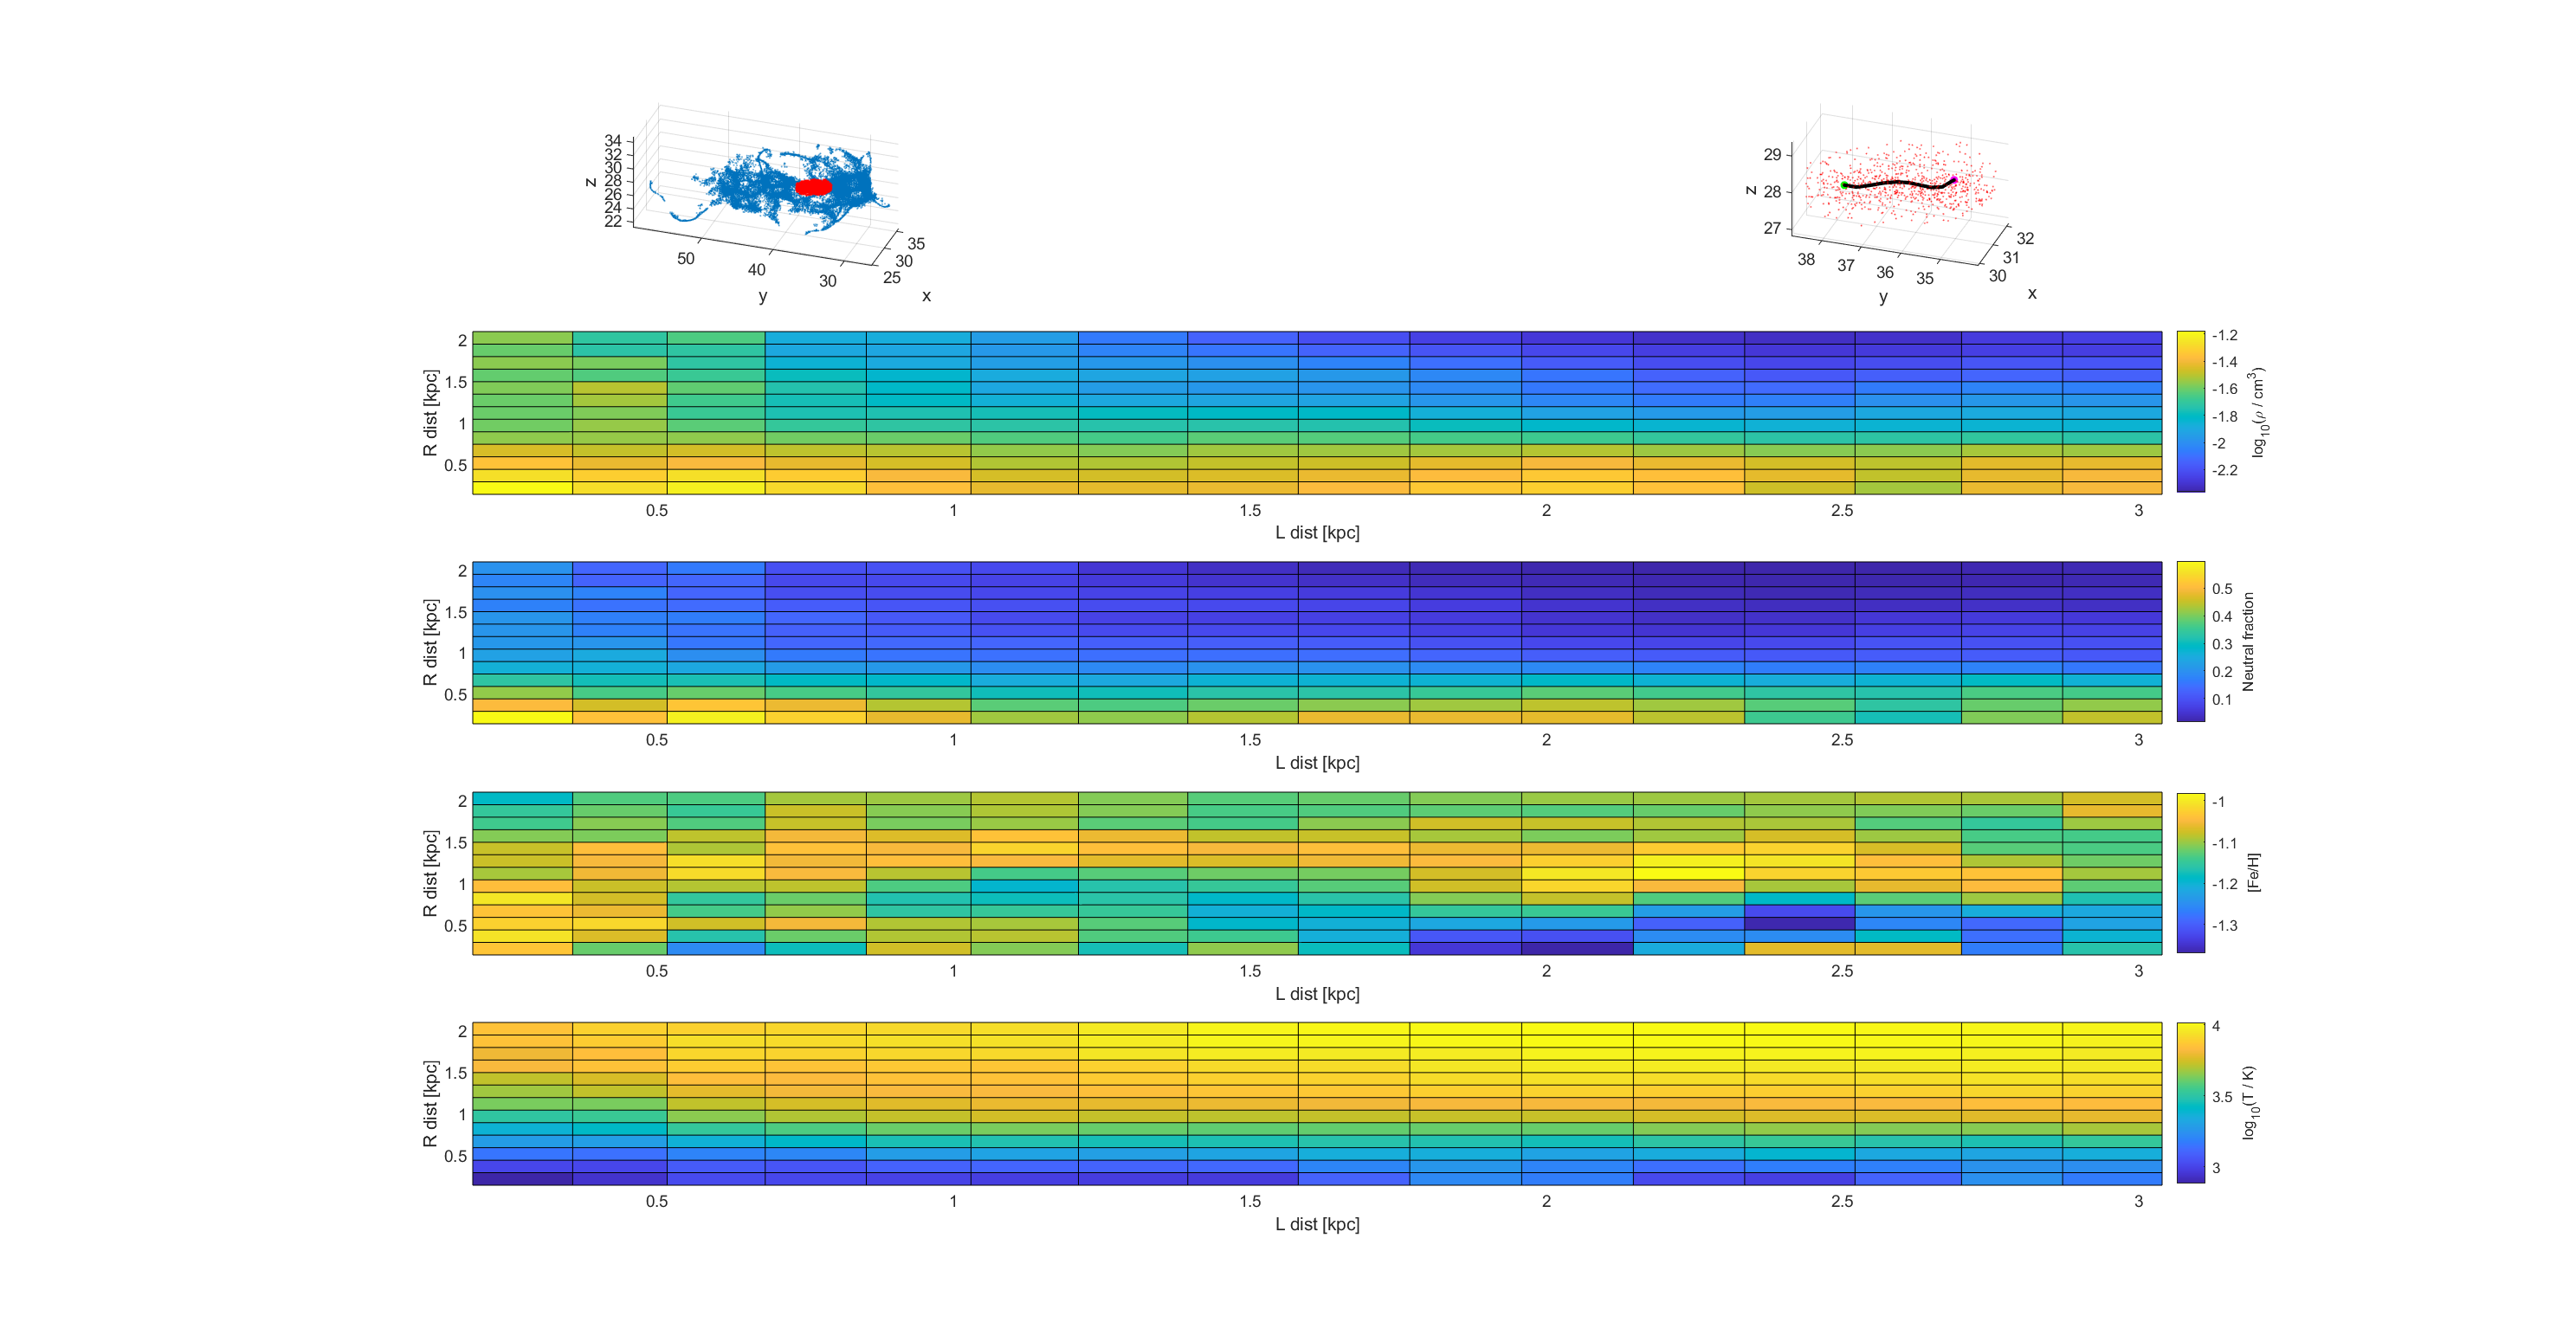 34
32
30
28
26
24
22
z
50
40
30
y
35
30
25
x
29
28
27
z
38
37
36
35
y
32
31
30
x
2
1.5
1
0.5
R dist [kpc]
0.5 1 1.5 2 2.5 3
L dist [kpc]
-1.2
-1.4
-1.6
-1.8
-2
-2.2
log10(ρ / cm3)
2
1.5
1
0.5
R dist [kpc]
0.5 1 1.5 2 2.5 3
L dist [kpc]
0.5
0.4
0.3
0.2
0.1
Neutral fraction
2
1.5
1
0.5
R dist [kpc]
0.5 1 1.5 2 2.5 3
L dist [kpc]
-1
-1.1
-1.2
-1.3
[Fe/H]
2
1.5
1
0.5
R dist [kpc]
0.5 1 1.5 2 2.5 3
L dist [kpc]
4
3.5
3
log10(T / K)